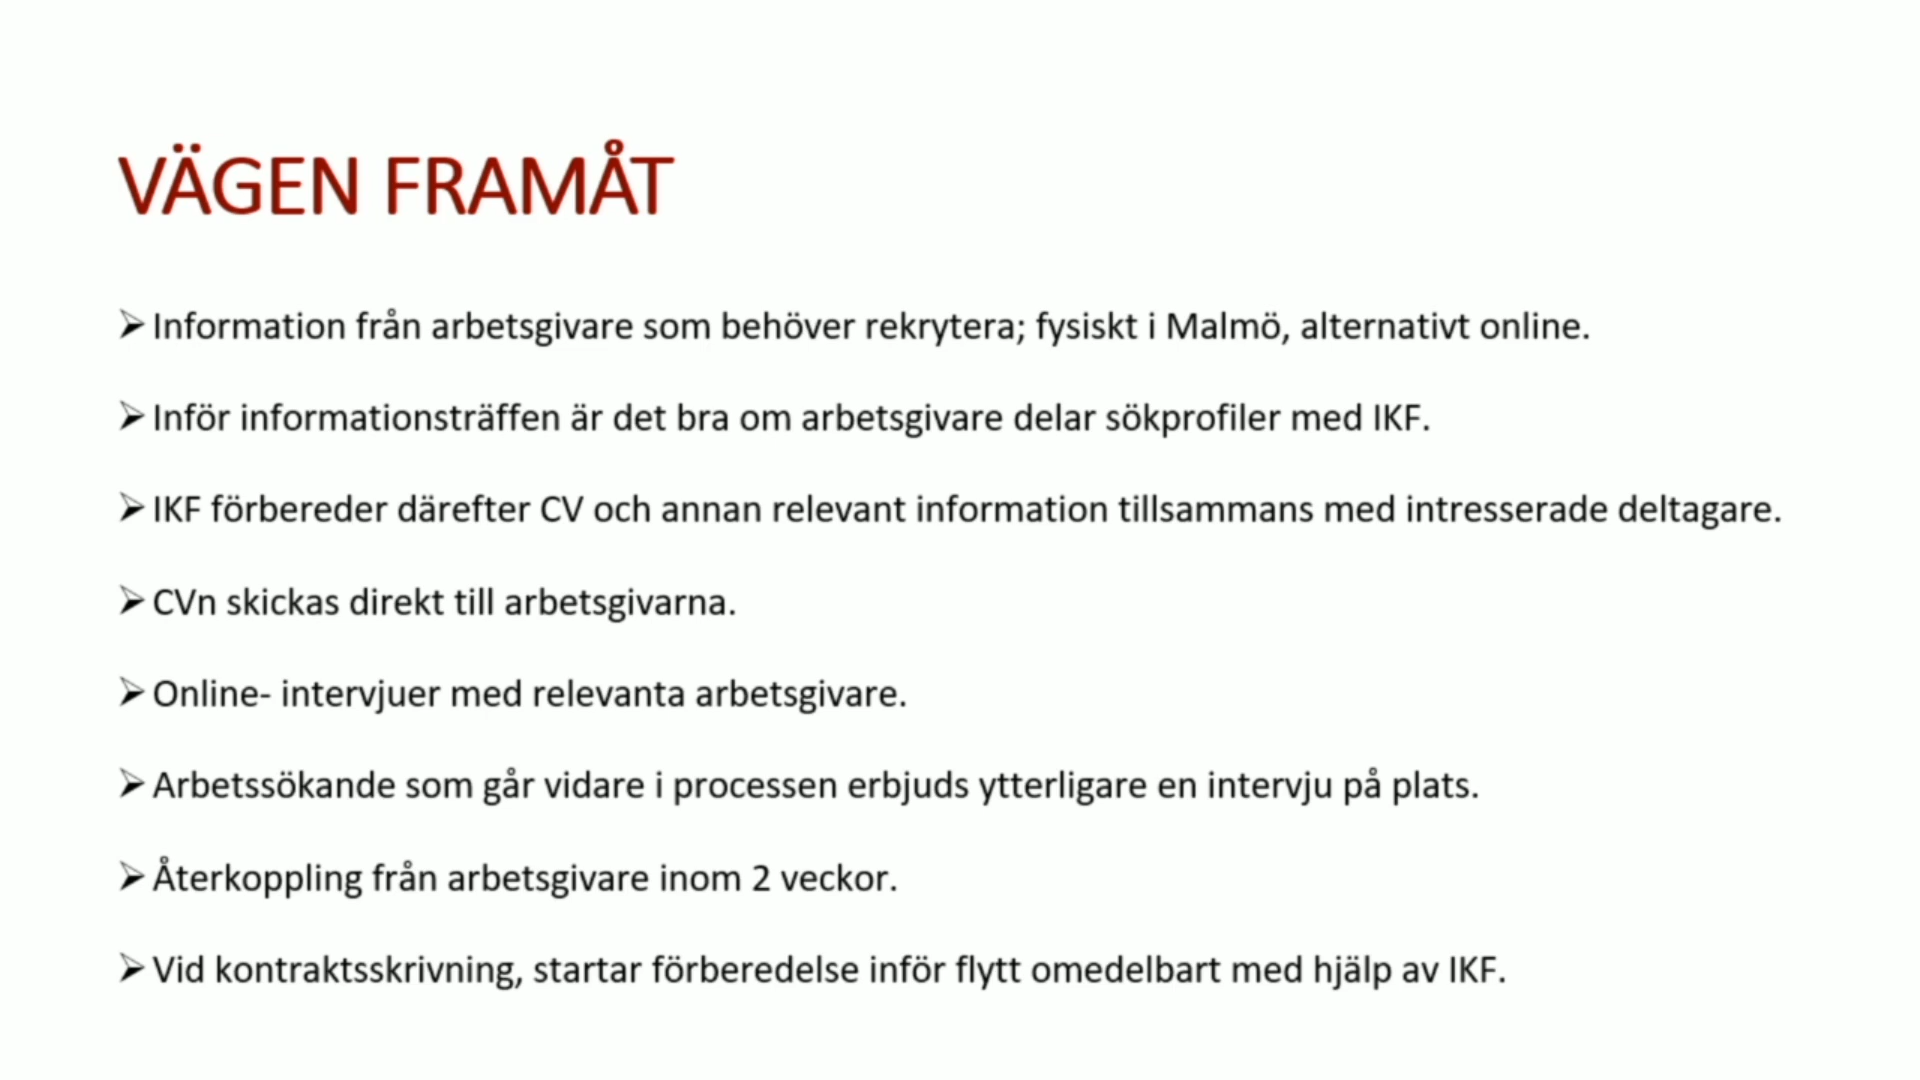 VÄGEN FRAMÅT
➢Information från arbetsgivare som behöver rekrytera; fysiskt i Malmö, alternativt online.
➢Inför informationsträffen är det bra om arbetsgivare delar sökprofiler med IKF.
➢IKF förbereder därefter CV och annan relevant information tillsammans med intresserade deltagare.
➢CVn skickas direkt till arbetsgivarna.
➢Online- intervjuer med relevanta arbetsgivare.
➢Arbetssökande som går vidare i processen erbjuds ytterligare en intervju på plats.
➢Återkoppling från arbetsgivare inom 2 veckor.
➢Vid kontraktsskrivning, startar förberedelse inför flytt omedelbart med hjälp av IKF.